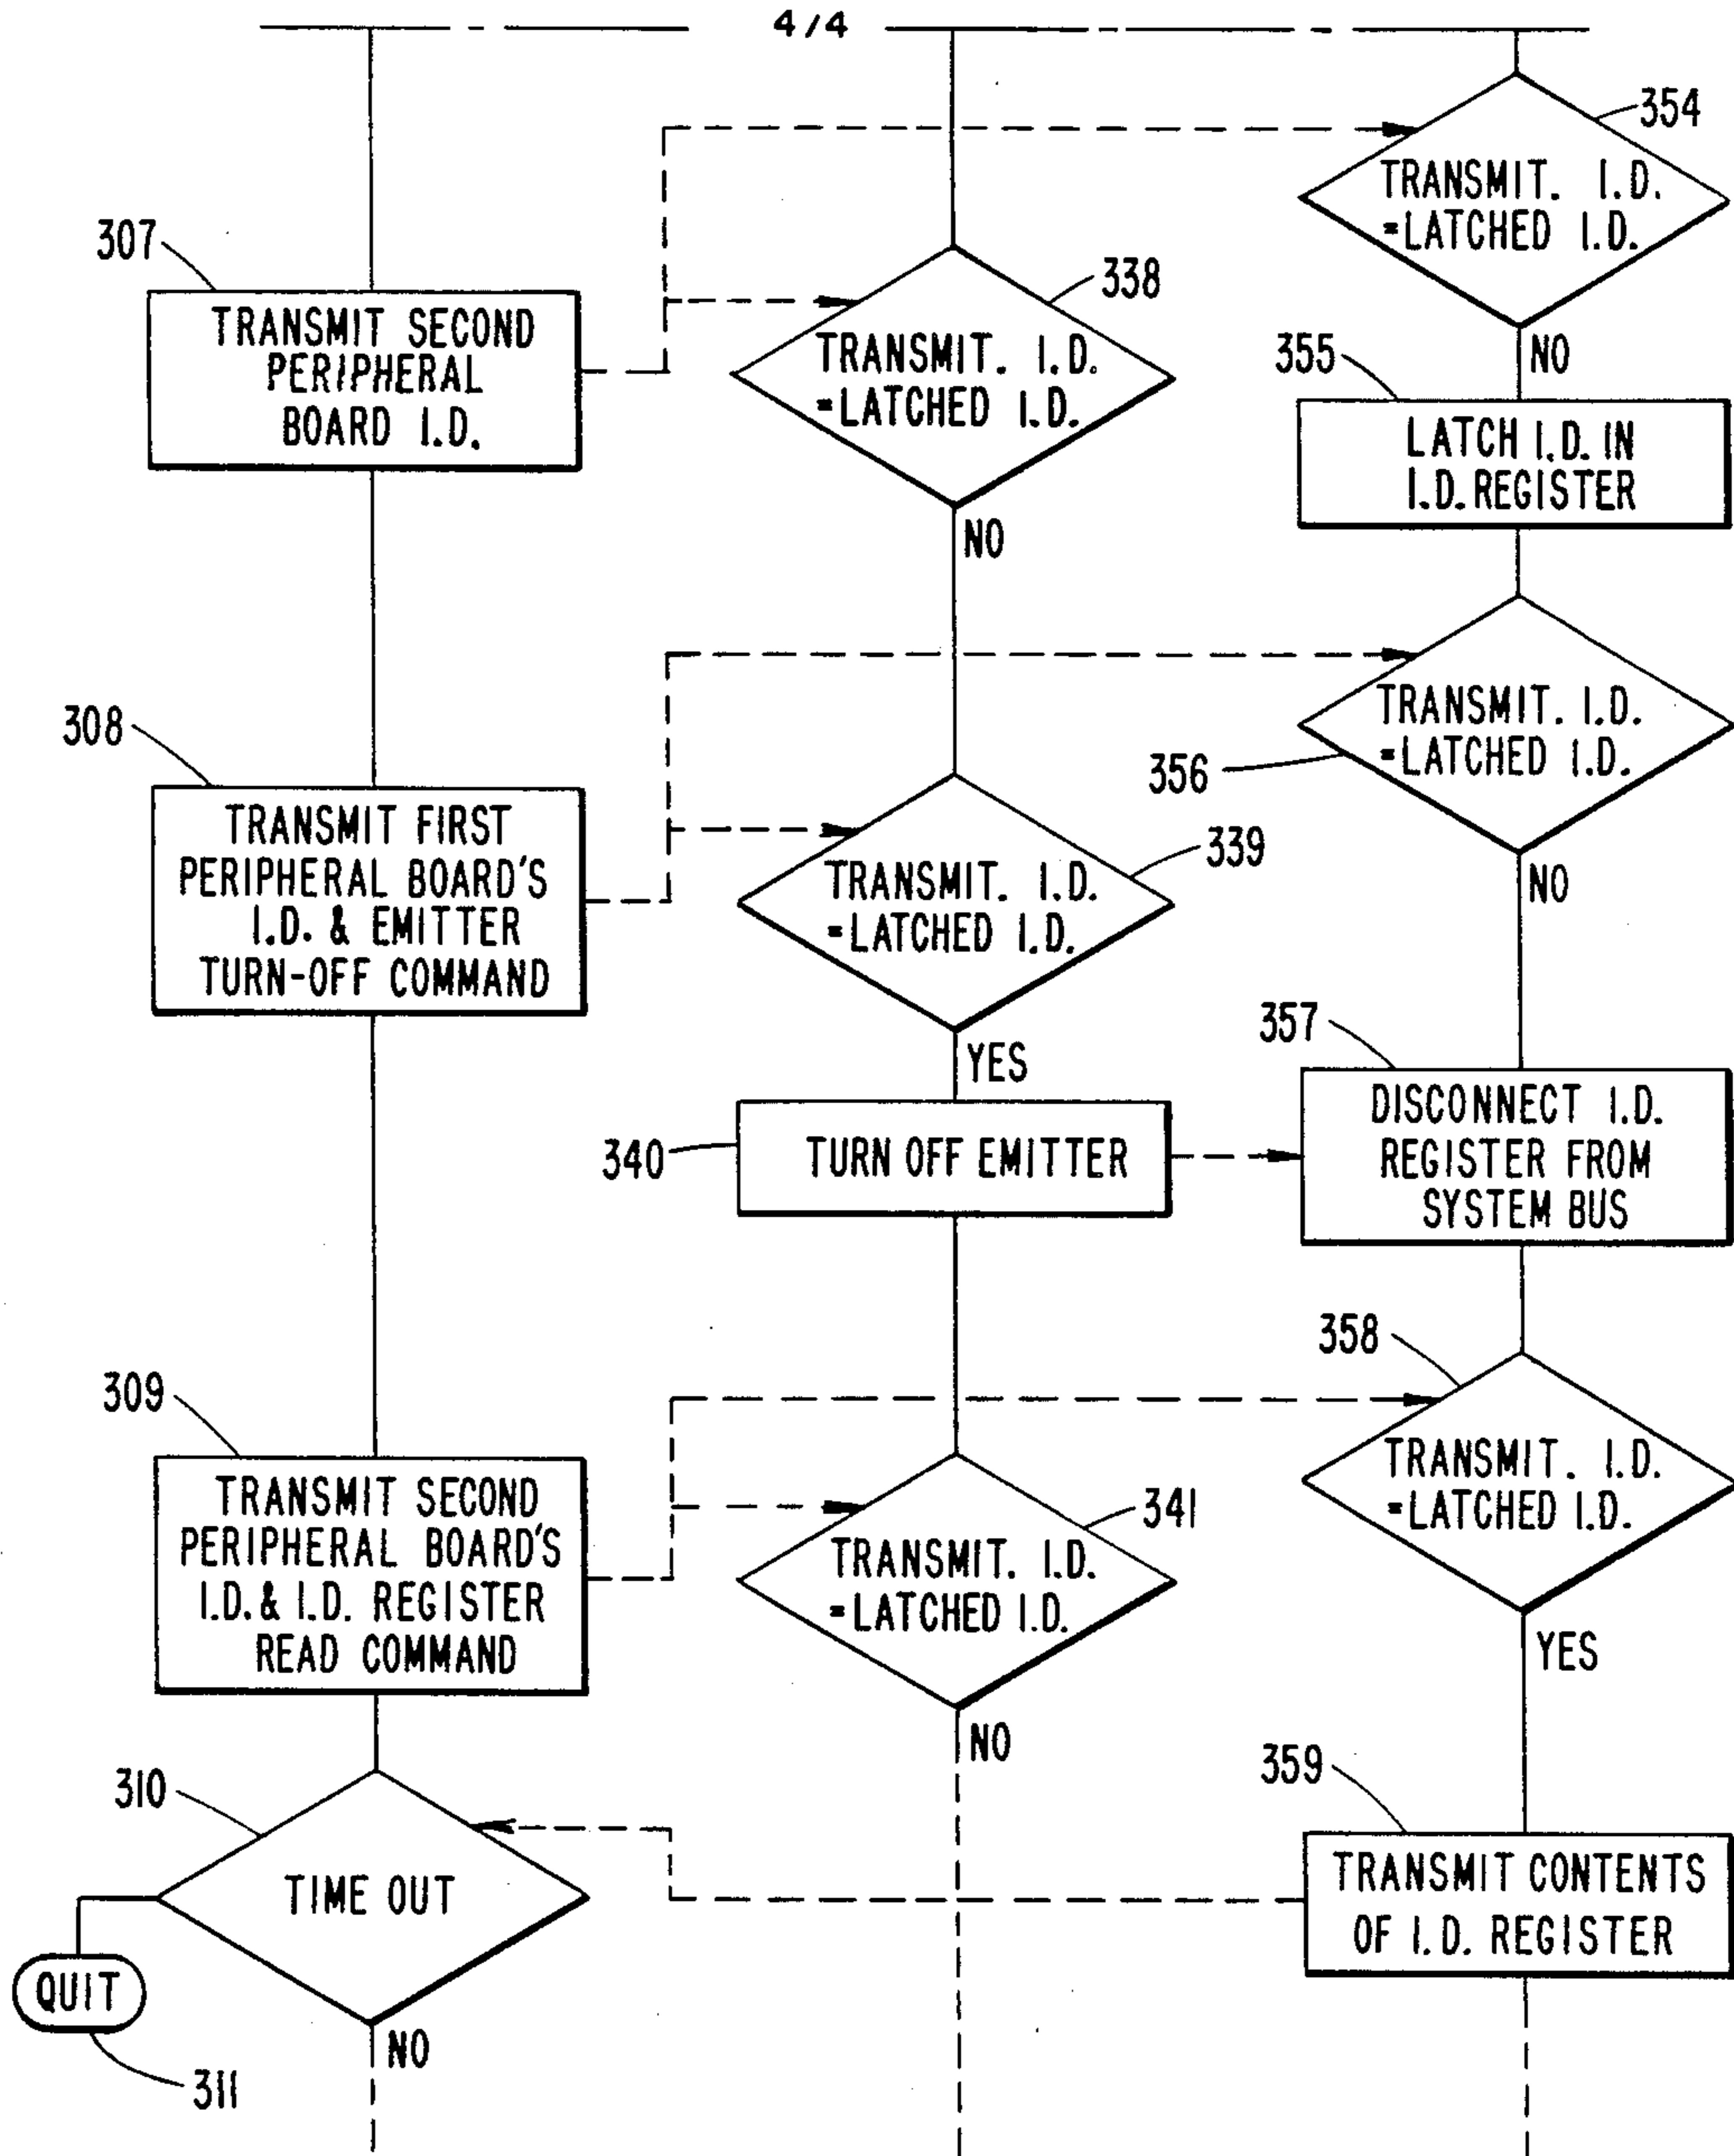 4/4
354
TRANSMIT. I.D.
=LATCHED I.D.
NO
307
TRANSMIT SECOND
PERIPHERAL
BOARD I.D.
338
TRANSMIT. I.D.
=LATCHED I.D.
NO
355
LATCH I.D. IN
I.D. REGISTER
308
TRANSMIT FIRST
PERIPHERAL BOARD'S
I.D. & EMITTER
TURN-OFF COMMAND
356
TRANSMIT. I.D.
=LATCHED I.D.
NO
339
TRANSMIT. I.D.
=LATCHED I.D.
YES
340
TURN OFF EMITTER
357
DISCONNECT I.D.
REGISTER FROM
SYSTEM BUS
309
TRANSMIT SECOND
PERIPHERAL BOARD'S
I.D. & I.D. REGISTER
READ COMMAND
341
TRANSMIT. I.D.
=LATCHED I.D.
NO
358
TRANSMIT. I.D.
=LATCHED I.D.
YES
310
TIME OUT
NO
QUIT
311
359
TRANSMIT CONTENTS
OF I.D. REGISTER